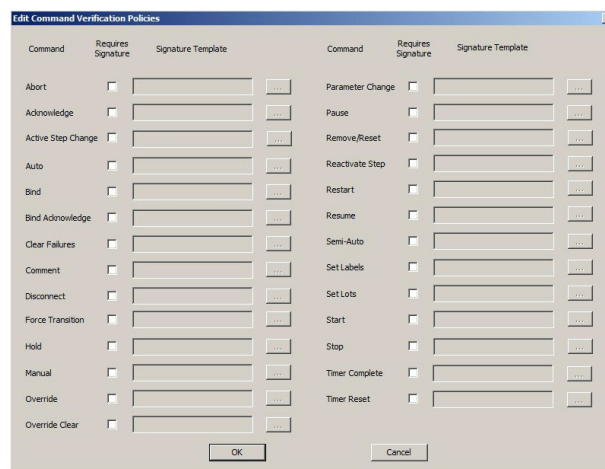 Edit Command Verification Policies
Command Requires Signature Signature Template
Abort ...
Acknowledge ...
Active Step Change ...
Auto ...
Bind ...
Bind Acknowledge ...
Clear Failures ...
Comment ...
Disconnect ...
Force Transition ...
Hold ...
Manual ...
Override ...
Override Clear ...
Command Requires Signature Signature Template
Parameter Change ...
Pause ...
Remove/Reset ...
Reactivate Step ...
Restart ...
Resume ...
Semi-Auto ...
Set Labels ...
Set Lots ...
Start ...
Stop ...
Timer Complete ...
Timer Reset ...
OK Cancel